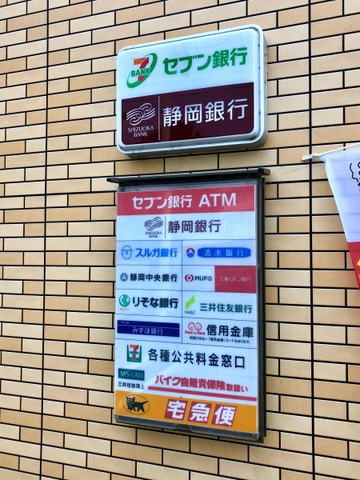 7 BANK セブン銀行
SHIZUOKA BANK 静岡銀行
セブン銀行 ATM
SHIZUOKA BANK 静岡銀行
スルガ銀行 清水銀行
静岡中央銀行 MUFG 三菱UFJ銀行
りそな銀行 SMBC 三井住友銀行
みずほ銀行 信用金庫
7 各種公共料金窓口
MS&AD 三井住友海上 バイク自賠責保険取扱い
宅急便